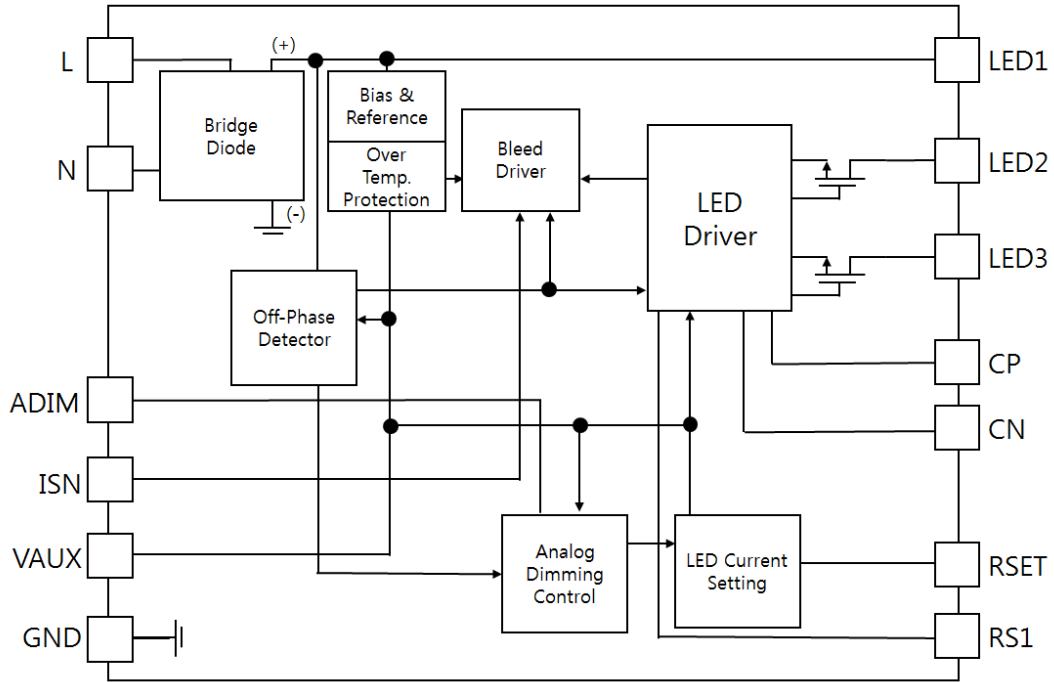 L
(+)
LED1
Bridge
Diode
Bias &
Reference
Over
Temp.
Protection
Bleed
Driver
LED
Driver
LED2
N
(-)
LED3
Off-Phase
Detector
CP
ADIM
CN
ISN
VAUX
Analog
Dimming
Control
LED Current
Setting
RSET
GND
RS1